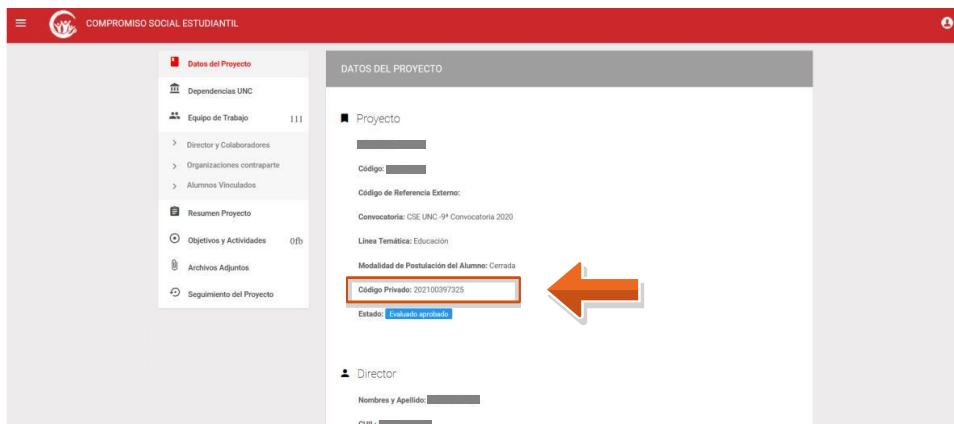 COMPROMISO SOCIAL ESTUDIANTIL
Datos del Proyecto
Dependencias UNC
Equipo de Trabajo 111
Director y Colaboradores
Organizaciones contraparte
Alumnos Vinculados
Resumen Proyecto
Objetivos y Actividades 0fb
Archivos Adjuntos
Seguimiento del Proyecto
DATOS DEL PROYECTO
Proyecto
Código:
Código de Referencia Externo:
Convocatoria: CSE UNC -9ª Convocatoria 2020
Línea Temática: Educación
Modalidad de Postulación del Alumno: Cerrada
Código Privado: 202100397325
Estado: Evaluado aprobado
Director
Nombres y Apellido:
CUIL: